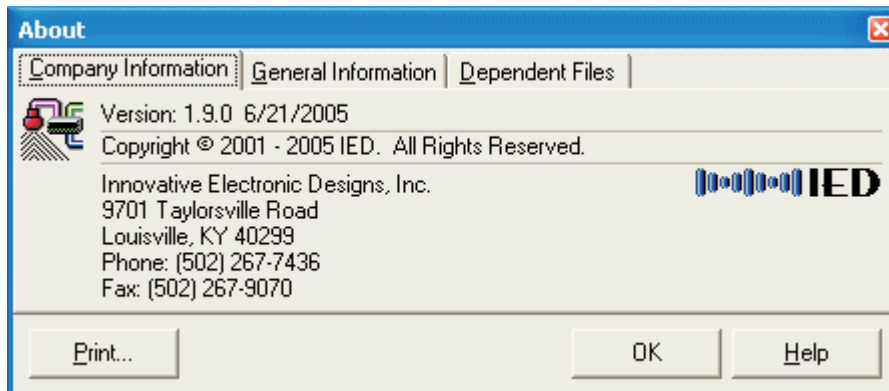 About
Company Information General Information Dependent Files
Version: 1.9.0 6/21/2005
Copyright © 2001 - 2005 IED. All Rights Reserved.
Innovative Electronic Designs, Inc.
IED
9701 Taylorsville Road
Louisville, KY 40299
Phone: (502) 267-7436
Fax: (502) 267-9070
Print... OK Help